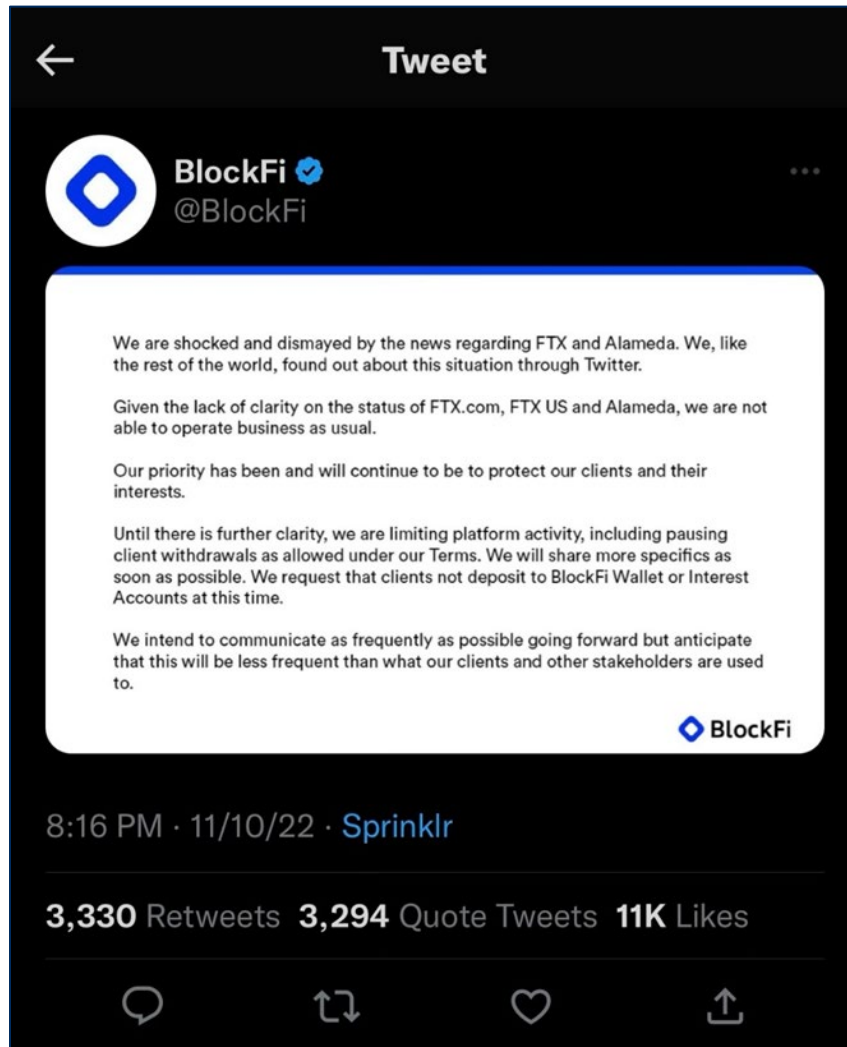 Tweet
BlockFi
@BlockFi
We are shocked and dismayed by the news regarding FTX and Alameda. We, like
the rest of the world, found out about this situation through Twitter.
Given the lack of clarity on the status of FTX.com, FTX US and Alameda, we are not
able to operate business as usual.
Our priority has been and will continue to be to protect our clients and their
interests.
Until there is further clarity, we are limiting platform activity, including pausing
client withdrawals as allowed under our Terms. We will share more specifics as
soon as possible. We request that clients not deposit to BlockFi Wallet or Interest
Accounts at this time.
We intend to communicate as frequently as possible going forward but anticipate
that this will be less frequent than what our clients and other stakeholders are used
to.
BlockFi
8:16 PM · 11/10/22 · Sprinklr
3,330 Retweets 3,294 Quote Tweets 11K Likes